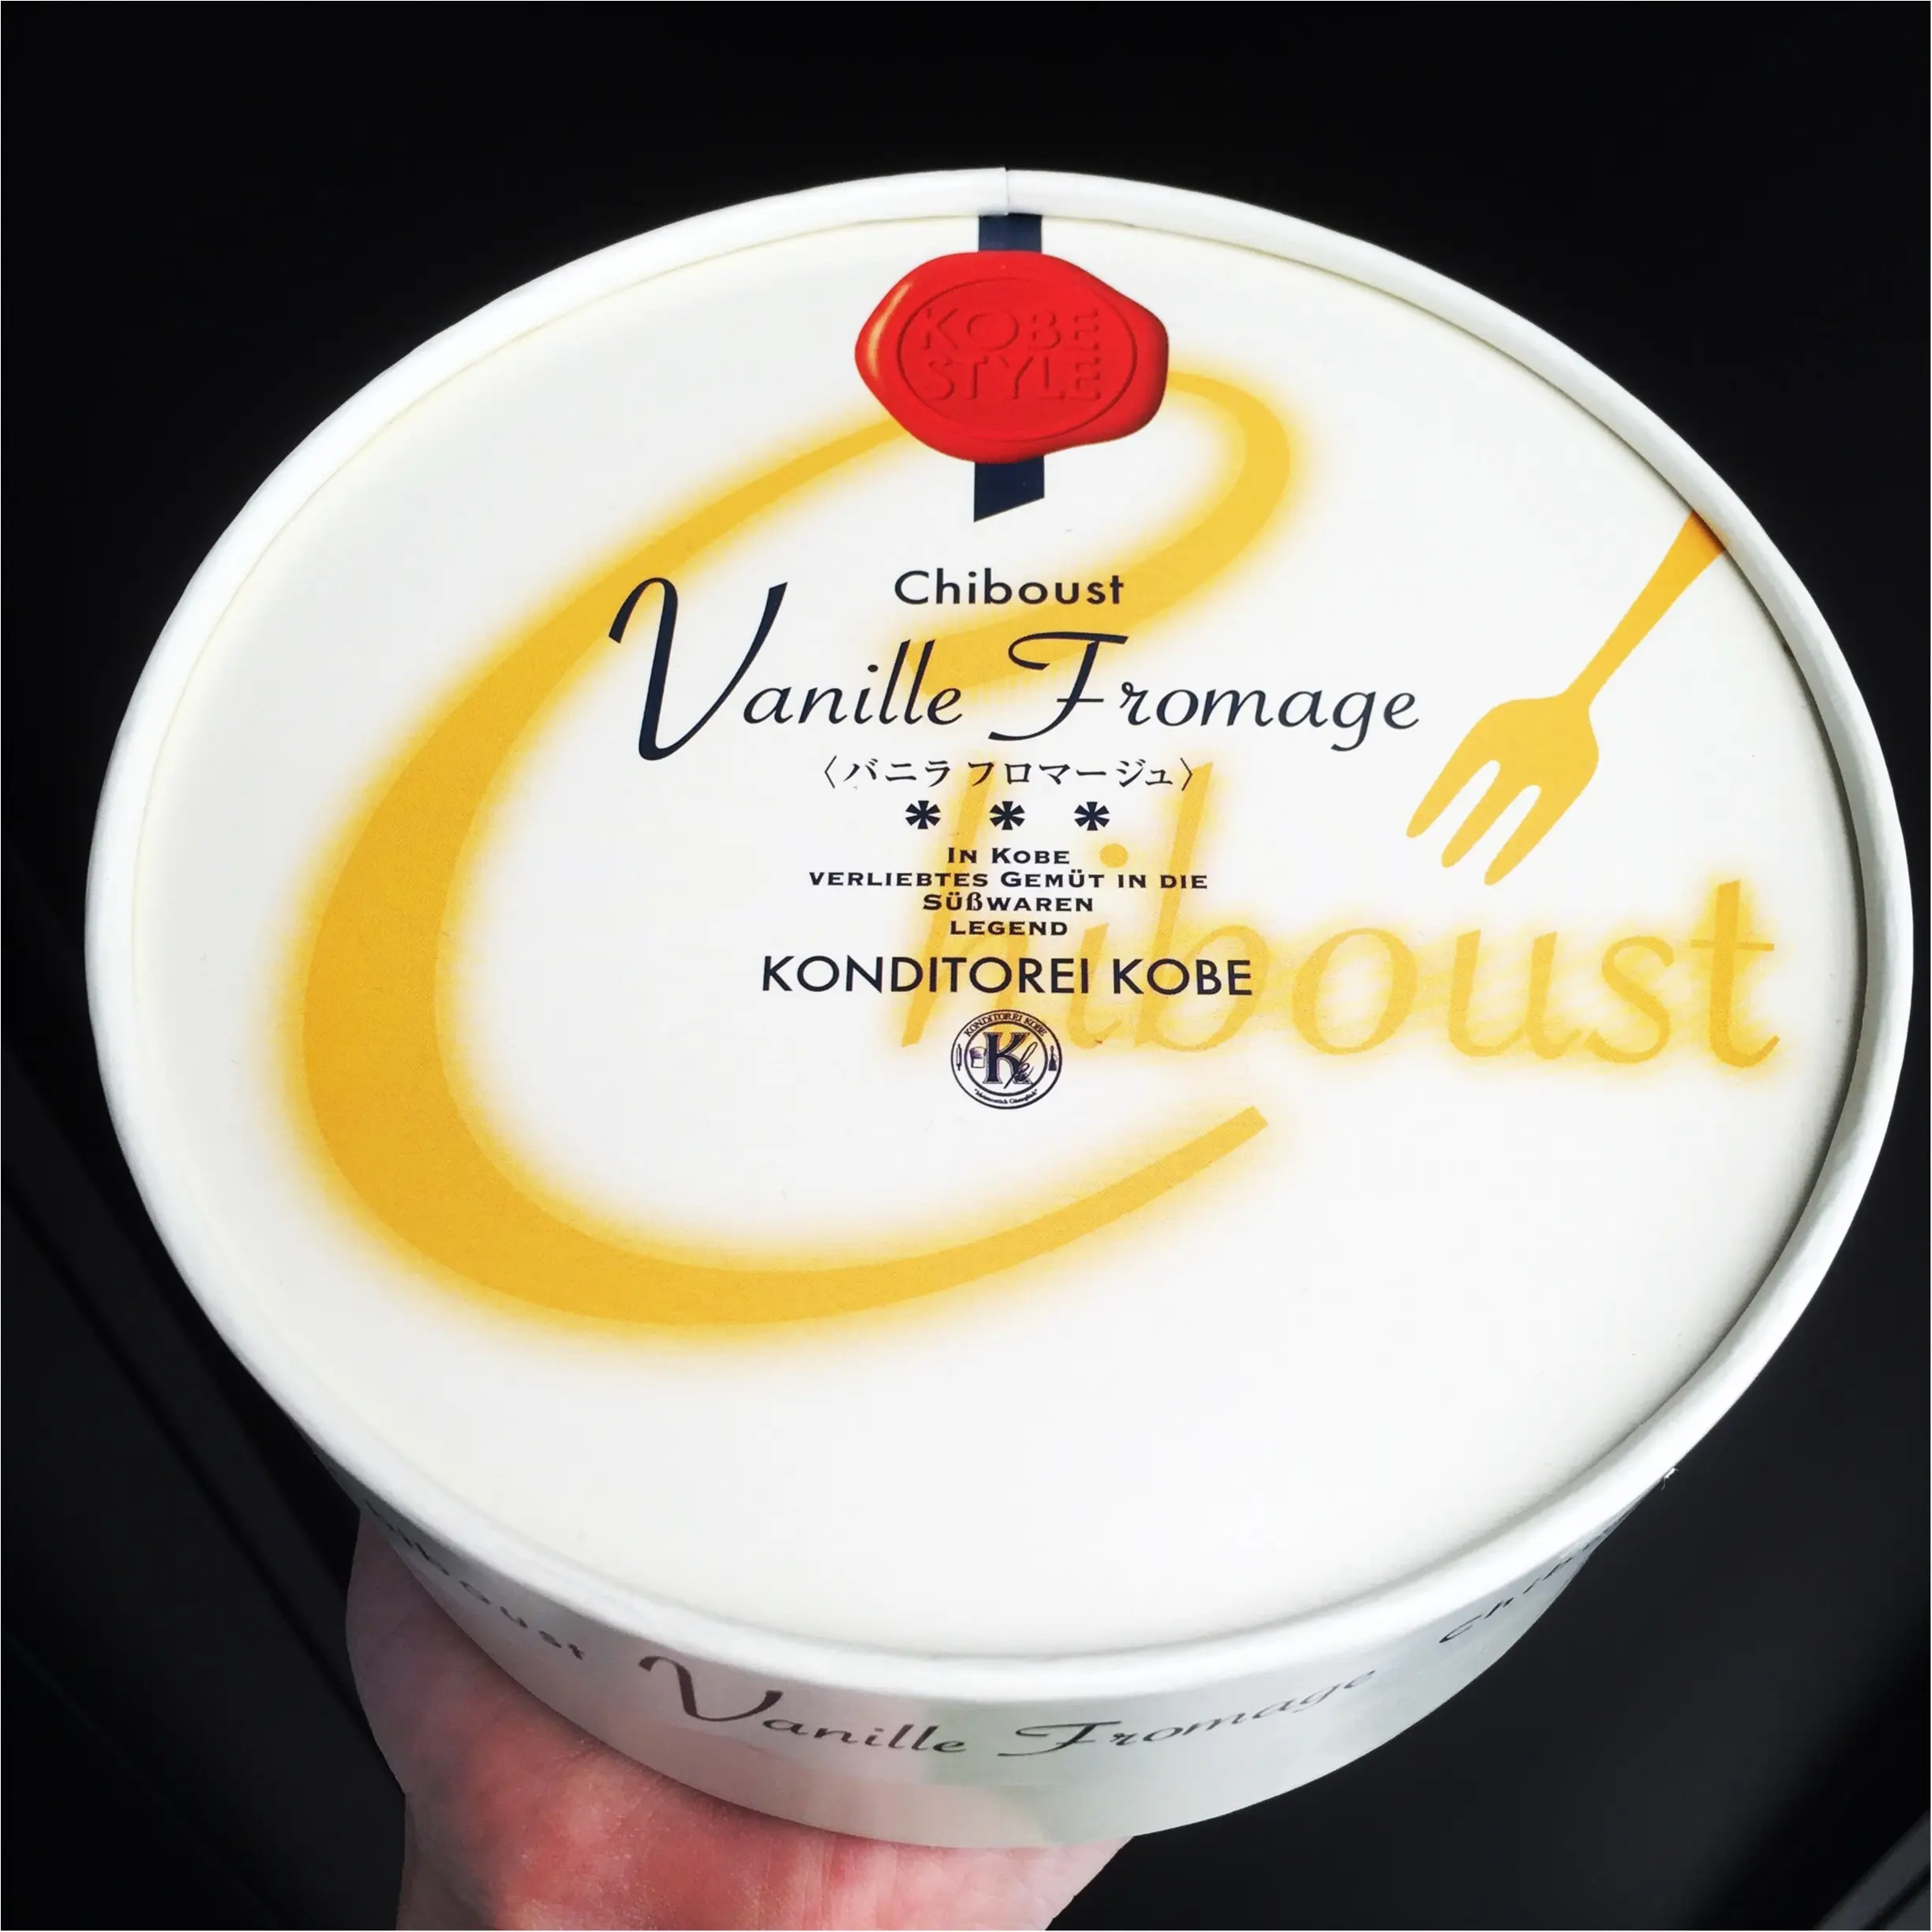 KOBE
STYLE
Chiboust
Vanille Fromage
〈バニラ フロマージュ〉
* * *
IN KOBE
VERLIEBTES GEMÜT IN DIE
SÜßWAREN
LEGEND
KONDITOREI KOBE
Chiboust
KONDITOREI KOBE
K
Chiboust Vanille Fromage